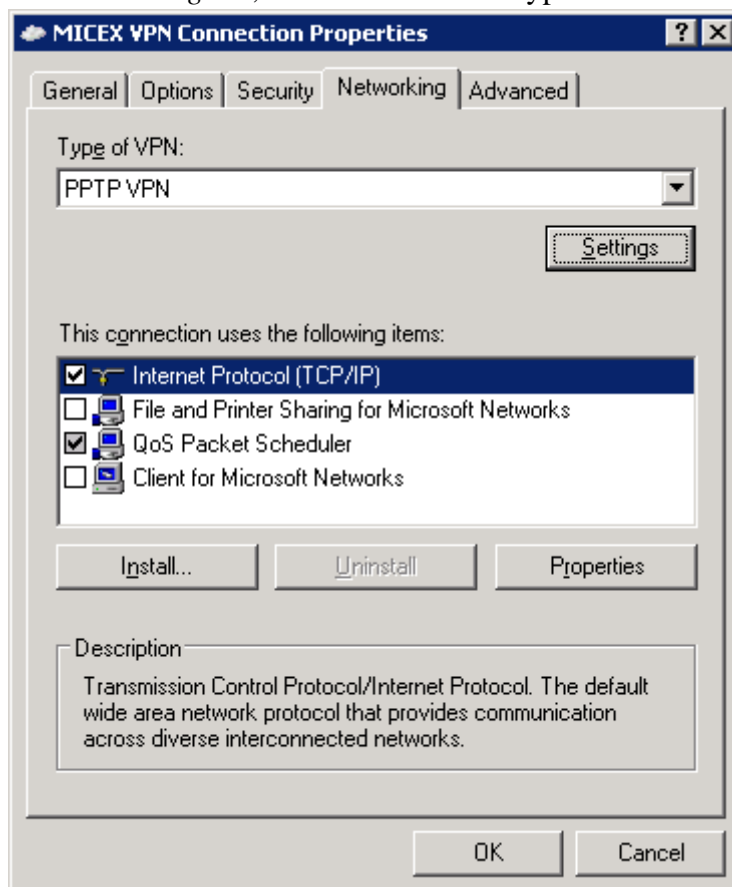 MICEX VPN Connection Properties
General Options Security Networking Advanced
Type of VPN:
PPTP VPN
Settings
This connection uses the following items:
Internet Protocol (TCP/IP)
File and Printer Sharing for Microsoft Networks
QoS Packet Scheduler
Client for Microsoft Networks
Install... Uninstall Properties
Description
Transmission Control Protocol/Internet Protocol. The default
wide area network protocol that provides communication
across diverse interconnected networks.
OK Cancel